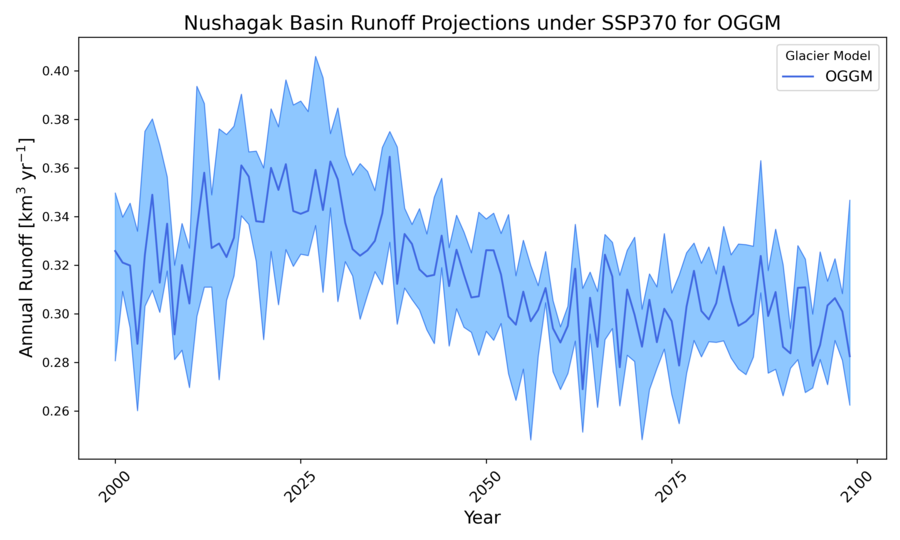 Nushagak Basin Runoff Projections under SSP370 for OGGM
Glacier Model
OGGM
Annual Runoff [km³ yr⁻¹]
0.40
0.38
0.36
0.34
0.32
0.30
0.28
0.26
2000
2025
2050
2075
2100
Year